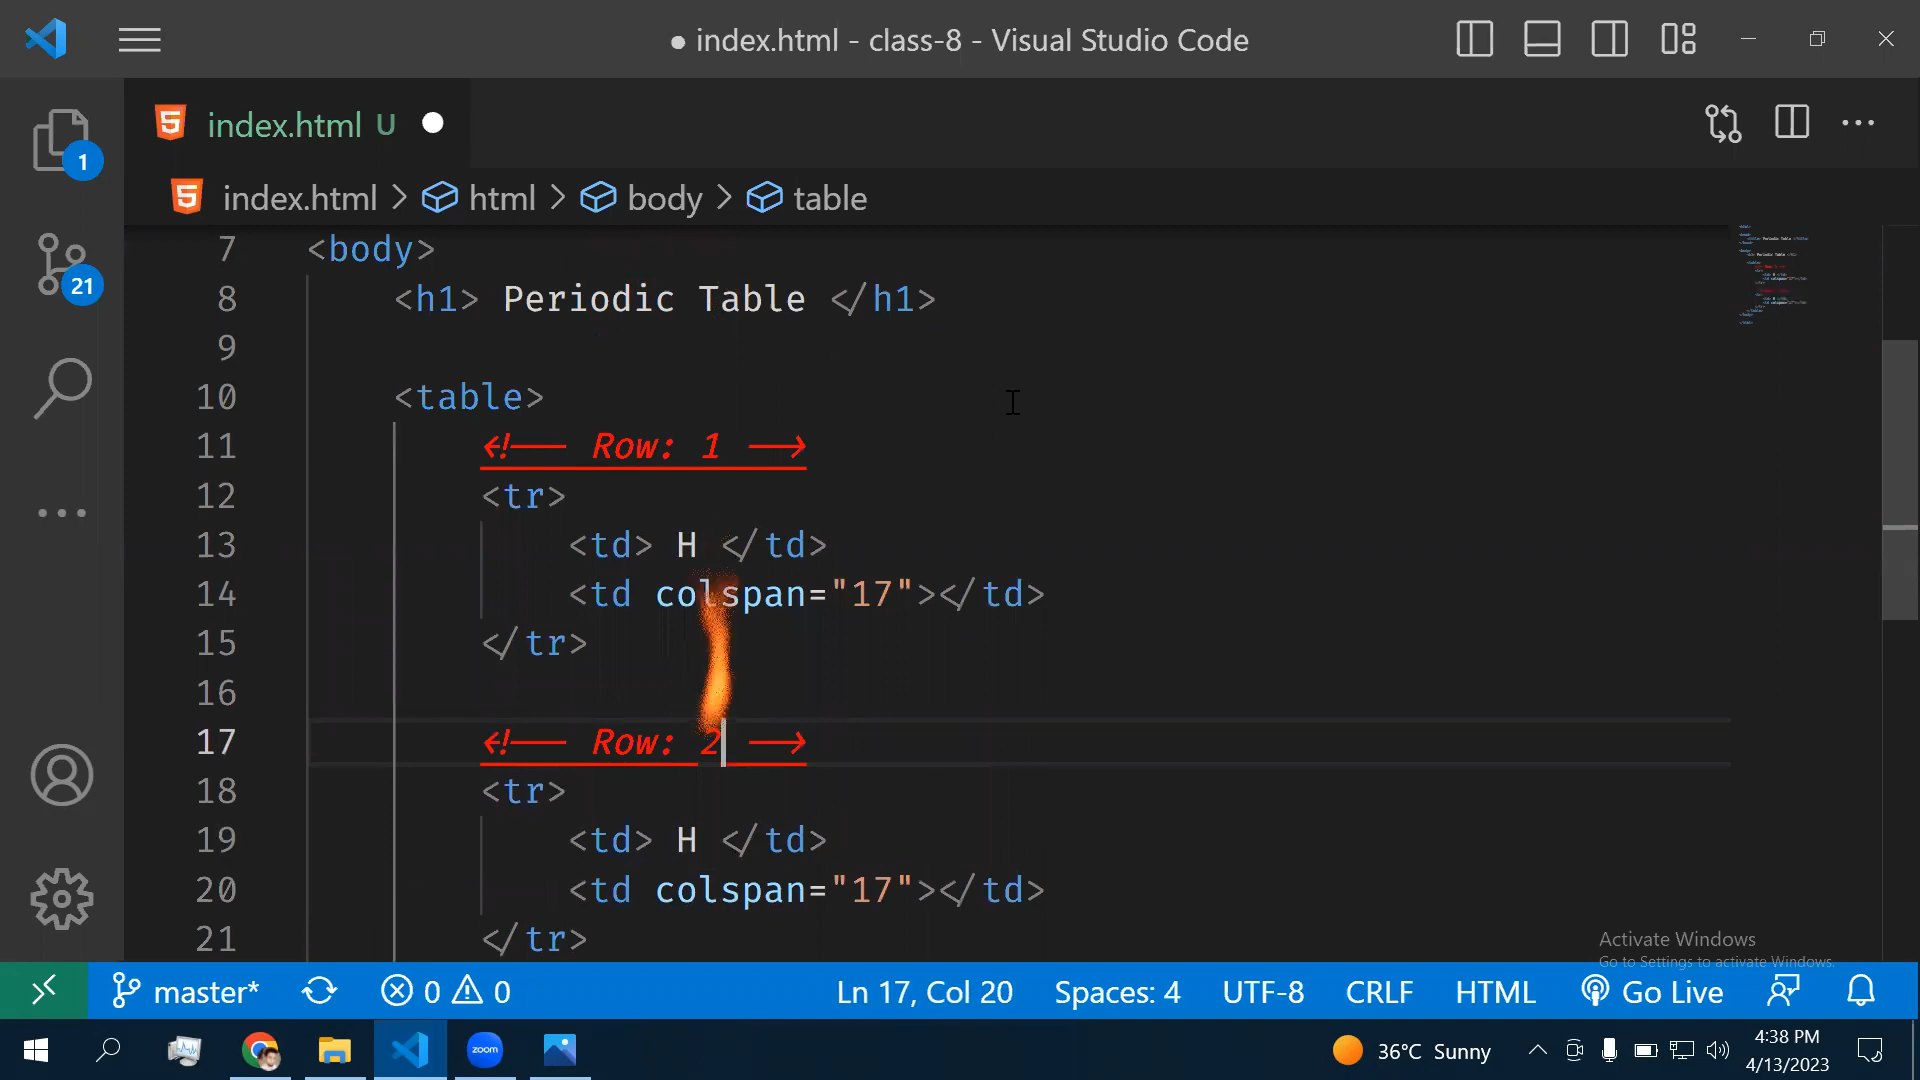 ● index.html - class-8 - Visual Studio Code
index.html U ●
index.html > html > body > table
1
21
7 <body>
8 <h1> Periodic Table </h1>
9
10 <table>
11 <!-- Row: 1 -->
12 <tr>
13 <td> H </td>
14 <td colspan="17"></td>
15 </tr>
16
17 <!-- Row: 2 -->
18 <tr>
19 <td> H </td>
20 <td colspan="17"></td>
21 </tr>
Activate Windows
Go to Settings to activate Windows.
master* 0 0 Ln 17, Col 20 Spaces: 4 UTF-8 CRLF HTML Go Live
zoom
36°C Sunny
4:38 PM
4/13/2023